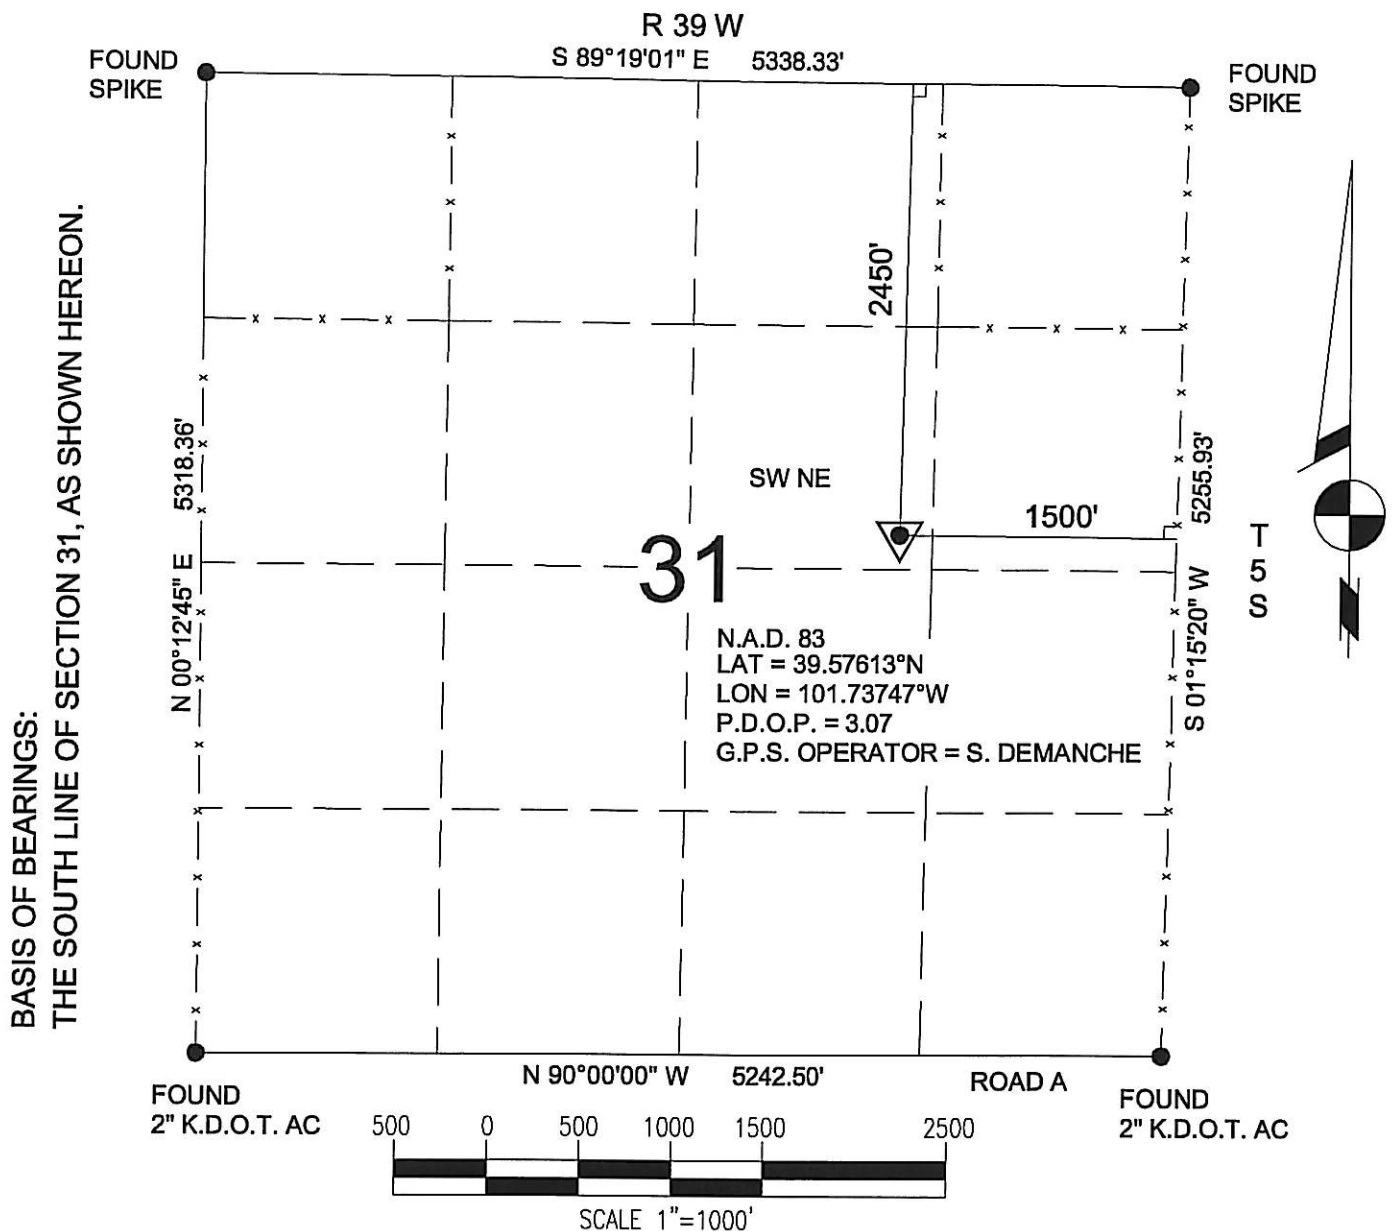 R 39 W
S 89°19'01" E 5338.33'
FOUND
SPIKE
FOUND
SPIKE
BASIS OF BEARINGS:
THE SOUTH LINE OF SECTION 31, AS SHOWN HEREON.
2450'
N 00°12'45" E 5318.36'
SW NE
1500'
S 01°15'20" W 5255.93'
T
5
S
31
N.A.D. 83
LAT = 39.57613°N
LON = 101.73747°W
P.D.O.P. = 3.07
G.P.S. OPERATOR = S. DEMANCHE
N 90°00'00" W 5242.50'
ROAD A
FOUND
2" K.D.O.T. AC
FOUND
2" K.D.O.T. AC
500 0 500 1000 1500 2500
SCALE 1"=1000'